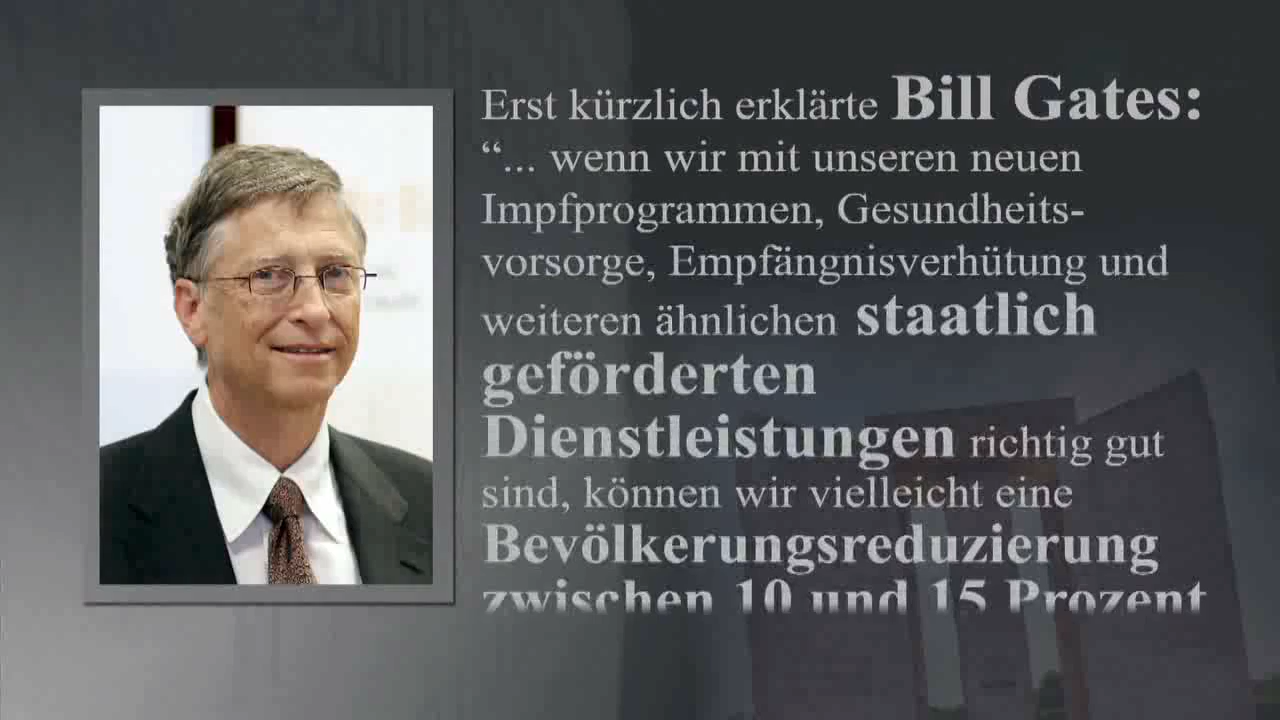 Erst kürzlich erklärte Bill Gates:
“... wenn wir mit unseren neuen
Impfprogrammen, Gesundheits-
vorsorge, Empfängnisverhütung und
weiteren ähnlichen staatlich
geförderten
Dienstleistungen richtig gut
sind, können wir vielleicht eine
Bevölkerungsreduzierung
zwischen 10 und 15 Prozent